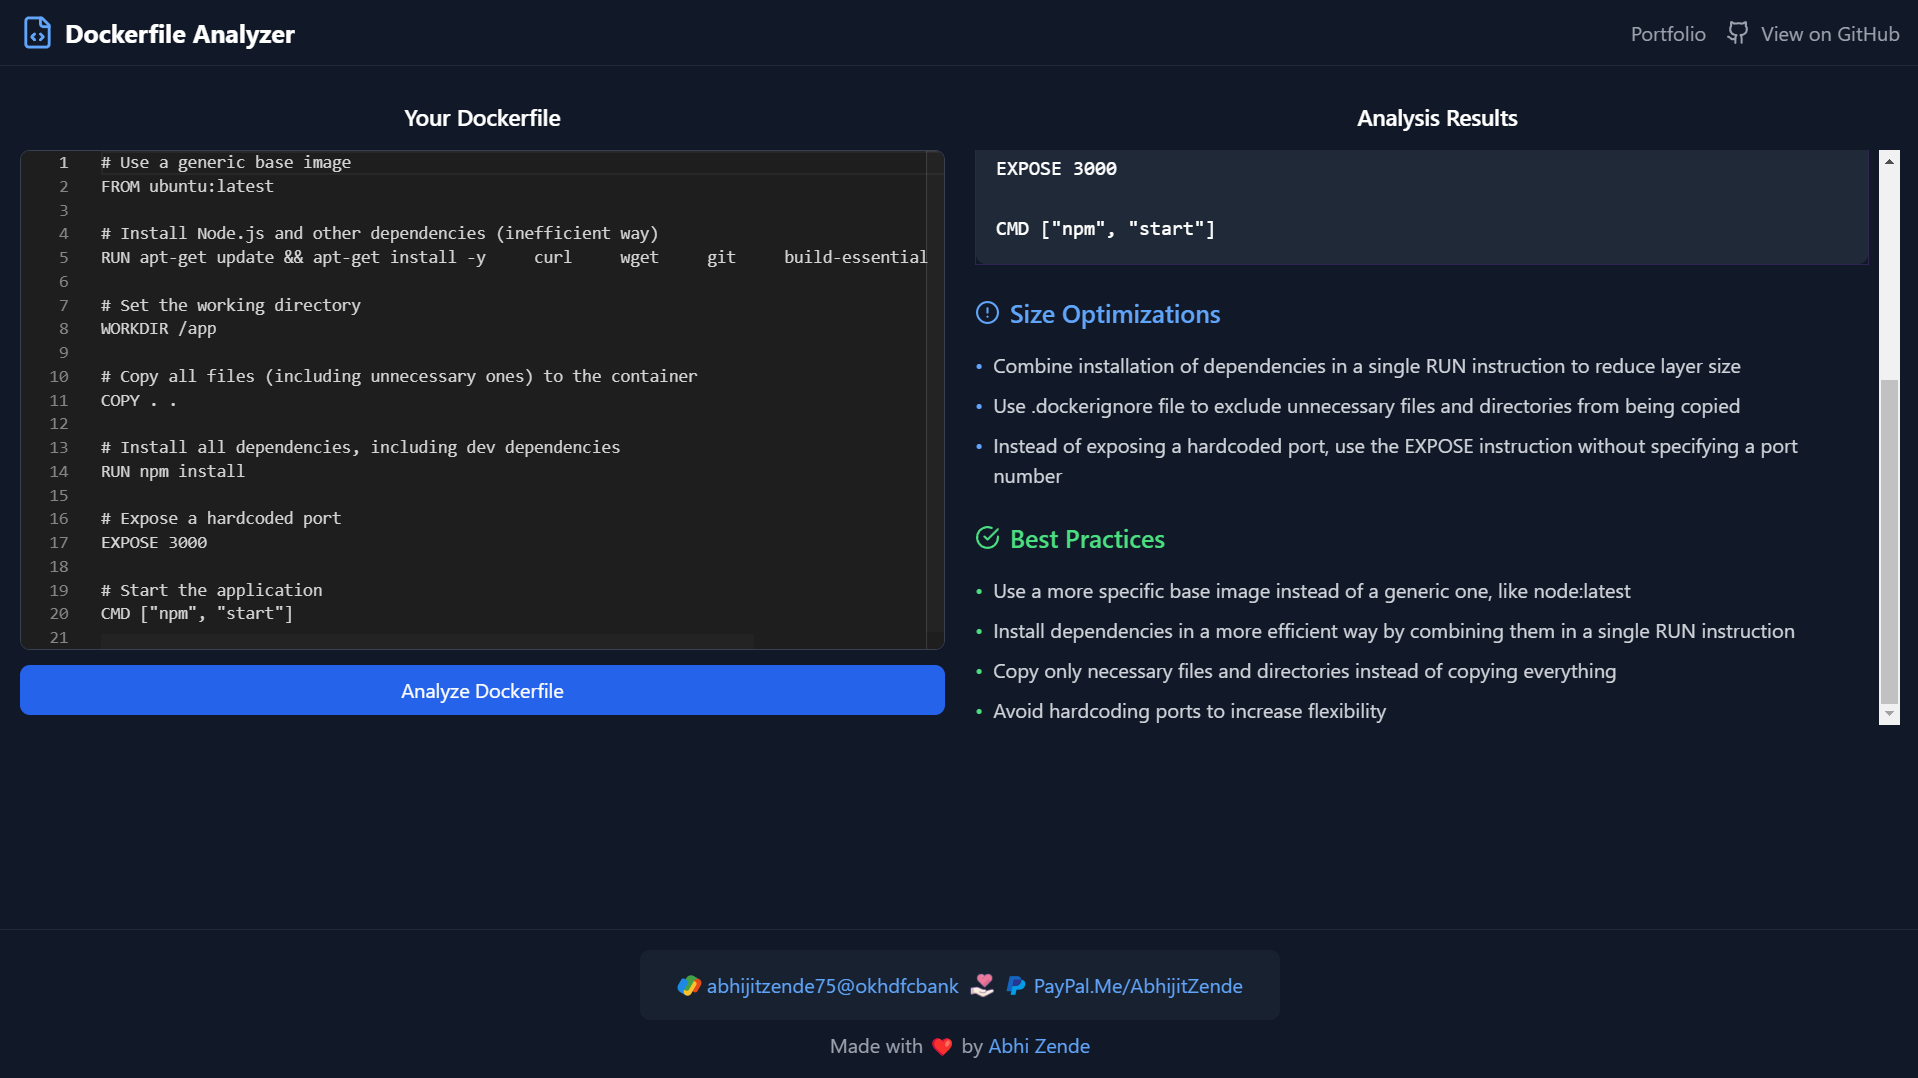 Dockerfile Analyzer
Portfolio
View on GitHub
Your Dockerfile
1 # Use a generic base image
2 FROM ubuntu:latest
3
4 # Install Node.js and other dependencies (inefficient way)
5 RUN apt-get update && apt-get install -y     curl     wget     git     build-essential
6
7 # Set the working directory
8 WORKDIR /app
9
10 # Copy all files (including unnecessary ones) to the container
11 COPY . .
12
13 # Install all dependencies, including dev dependencies
14 RUN npm install
15
16 # Expose a hardcoded port
17 EXPOSE 3000
18
19 # Start the application
20 CMD ["npm", "start"]
21
Analyze Dockerfile
Analysis Results
EXPOSE 3000
CMD ["npm", "start"]
Size Optimizations
• Combine installation of dependencies in a single RUN instruction to reduce layer size
• Use .dockerignore file to exclude unnecessary files and directories from being copied
• Instead of exposing a hardcoded port, use the EXPOSE instruction without specifying a port
number
Best Practices
• Use a more specific base image instead of a generic one, like node:latest
• Install dependencies in a more efficient way by combining them in a single RUN instruction
• Copy only necessary files and directories instead of copying everything
• Avoid hardcoding ports to increase flexibility
abhijitzende75@okhdfcbank
PayPal.Me/AbhijitZende
Made with ❤️ by Abhi Zende